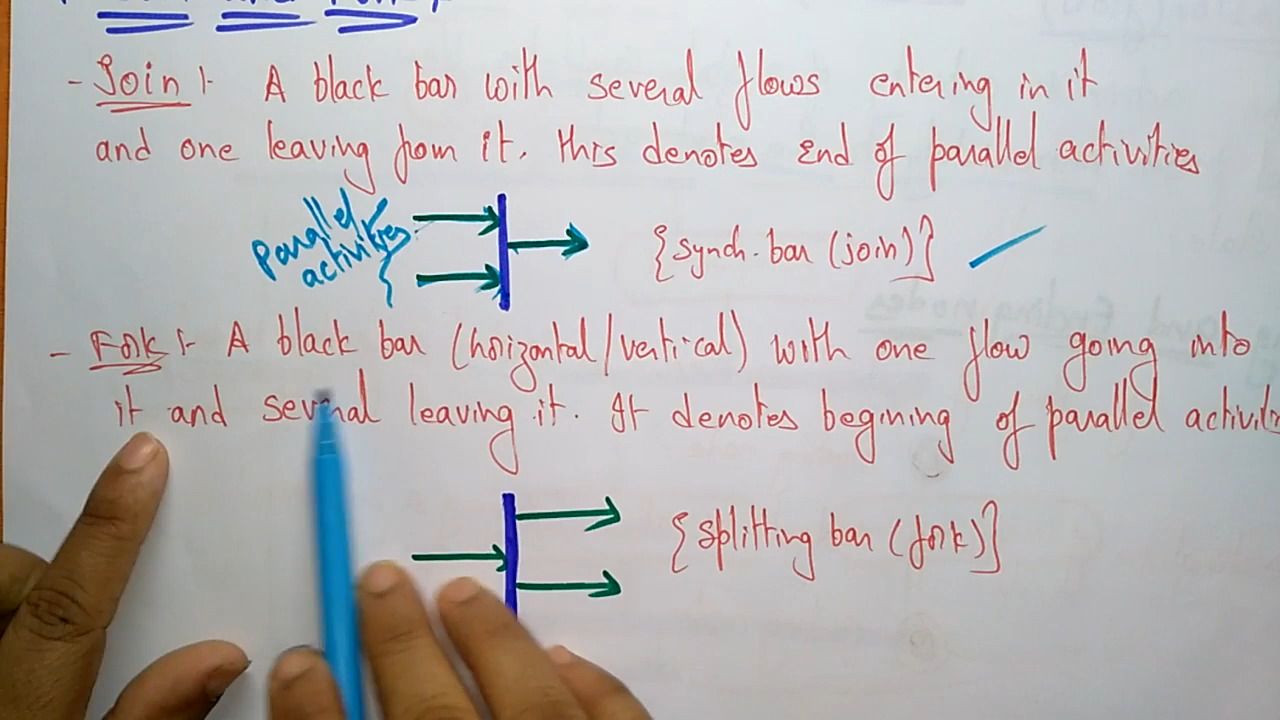 - Join :- A black bar with several flows entering in it
and one leaving from it. this denotes End of parallel activities
Parallel
activities
{synch. bar (join)}
- Fork :- A black bar (horizontal/vertical) with one flow going into
it and several leaving it. It denotes begining of parallel
{splitting bar (fork)}